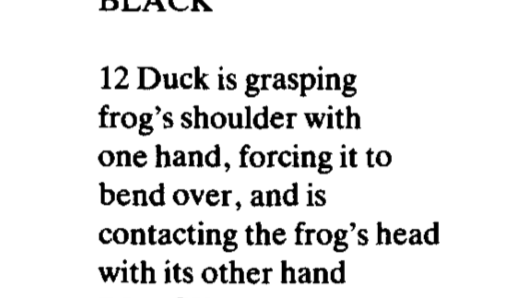 BLACK
12 Duck is grasping
frog's shoulder with
one hand, forcing it to
bend over, and is
contacting the frog's head
with its other hand